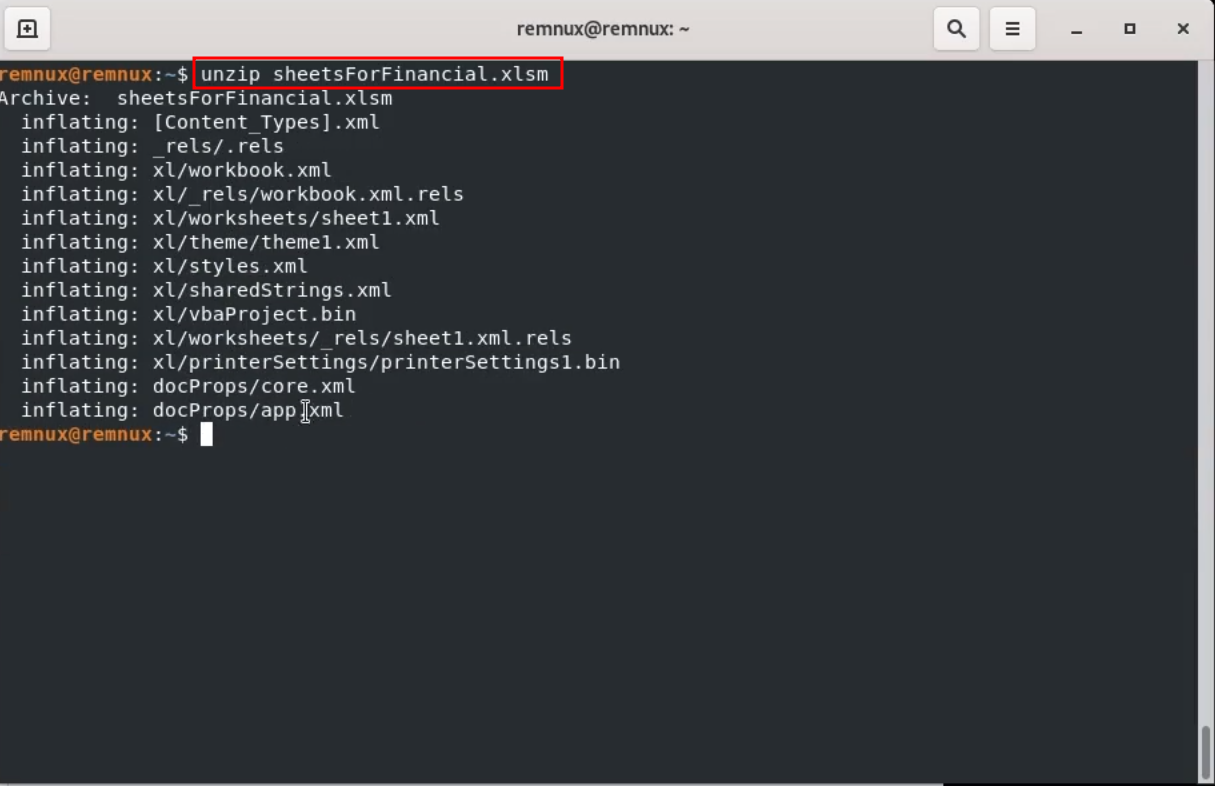 remnux@remnux: ~
remnux@remnux:~$ unzip sheetsForFinancial.xlsm
Archive:  sheetsForFinancial.xlsm
  inflating: [Content_Types].xml
  inflating: _rels/.rels
  inflating: xl/workbook.xml
  inflating: xl/_rels/workbook.xml.rels
  inflating: xl/worksheets/sheet1.xml
  inflating: xl/theme/theme1.xml
  inflating: xl/styles.xml
  inflating: xl/sharedStrings.xml
  inflating: xl/vbaProject.bin
  inflating: xl/worksheets/_rels/sheet1.xml.rels
  inflating: xl/printerSettings/printerSettings1.bin
  inflating: docProps/core.xml
  inflating: docProps/app.xml
remnux@remnux:~$